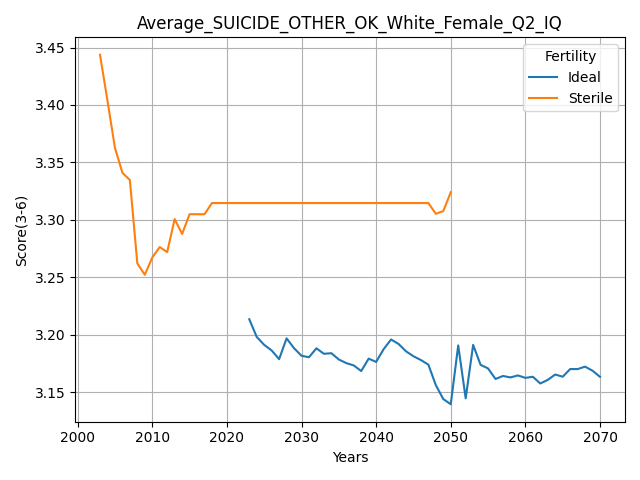 Average_SUICIDE_OTHER_OK_White_Female_Q2_IQ
Fertility
Ideal
Sterile
Score(3-6)
3.45
3.40
3.35
3.30
3.25
3.20
3.15
2000 2010 2020 2030 2040 2050 2060 2070
Years